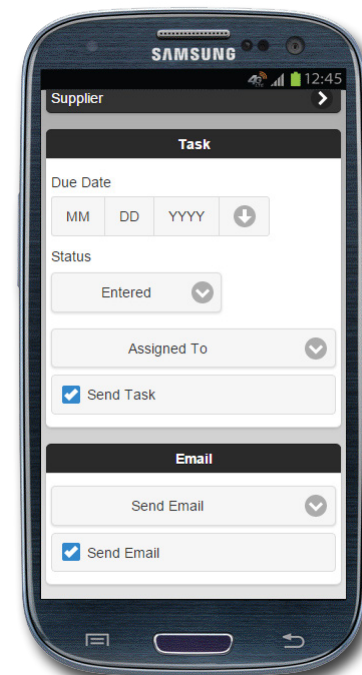 SAMSUNG
4G 12:45
Supplier
Task
Due Date
MM DD YYYY
Status
Entered
Assigned To
Send Task
Email
Send Email
Send Email